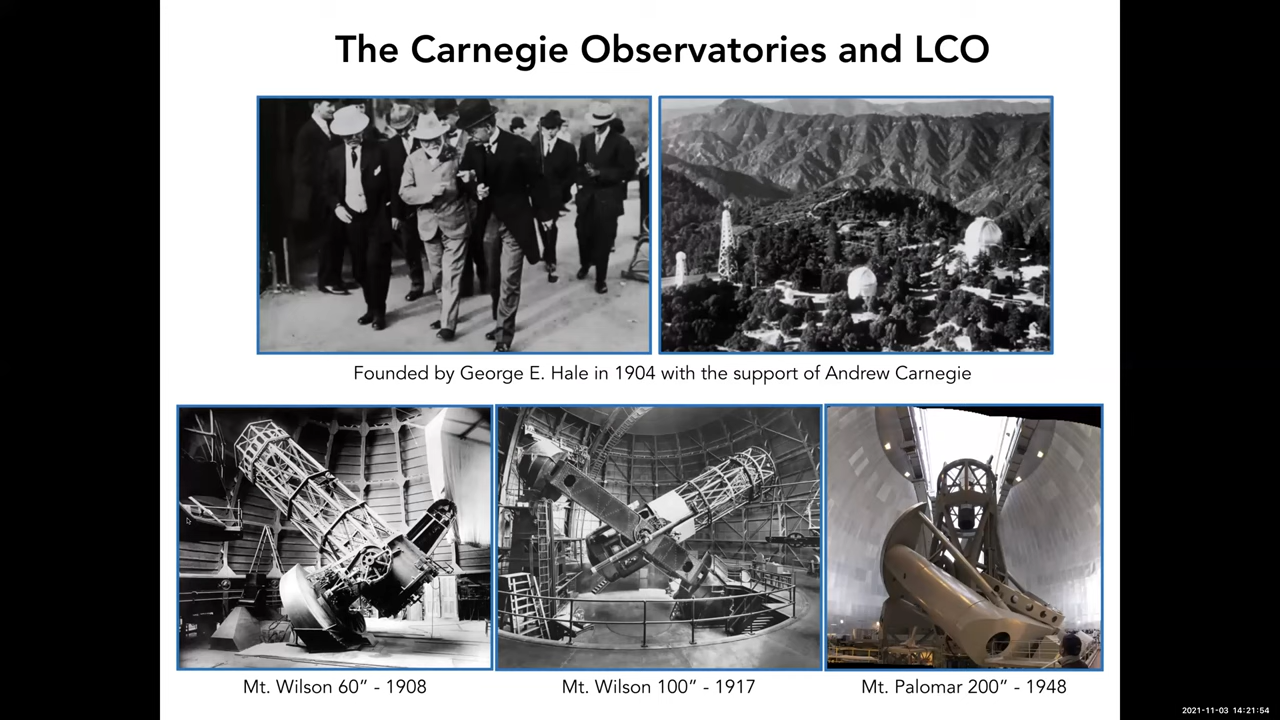 The Carnegie Observatories and LCO
Founded by George E. Hale in 1904 with the support of Andrew Carnegie
Mt. Wilson 60” - 1908
Mt. Wilson 100” - 1917
Mt. Palomar 200” - 1948
2021-11-03 14:21:54